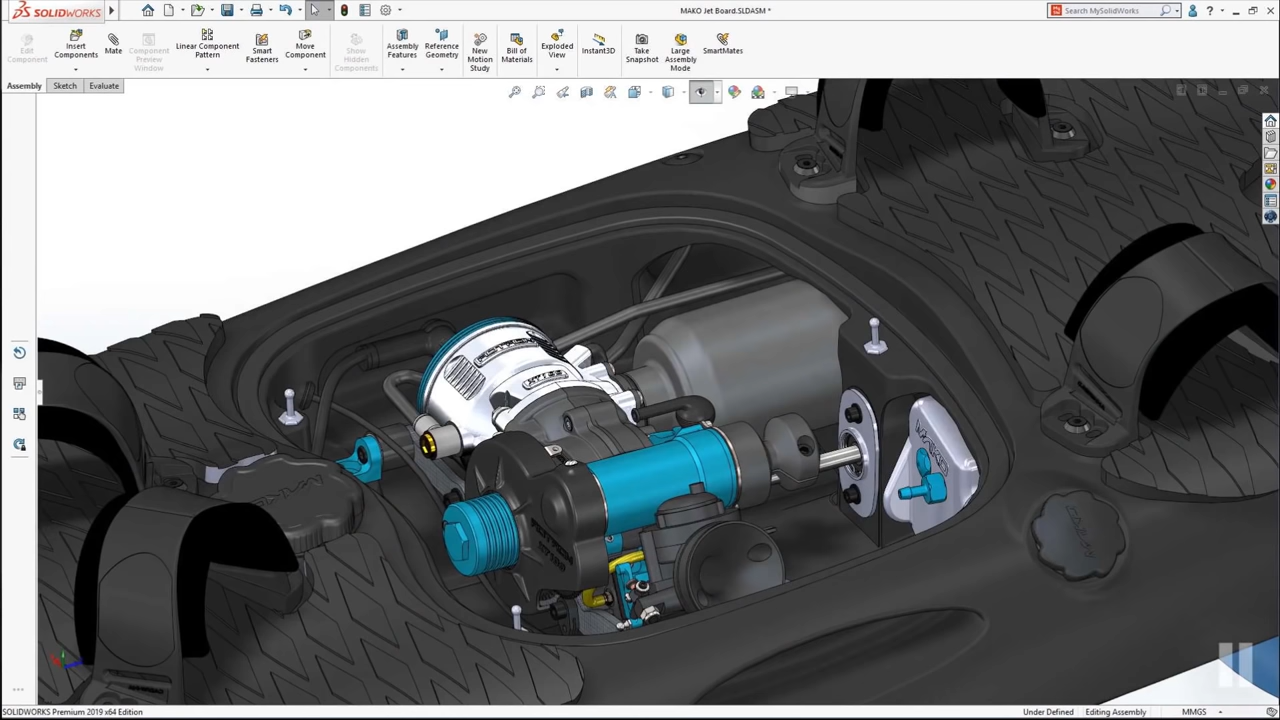 SOLIDWORKS
MAKO Jet Board.SLDASM *
Search MySolidWorks
?
Edit
Component
Insert
Components
Mate
Component
Preview
Window
Linear Component
Pattern
Smart
Fasteners
Move
Component
Show
Hidden
Components
Assembly
Features
Reference
Geometry
New
Motion
Study
Bill of
Materials
Exploded
View
Instant3D
Take
Snapshot
Large
Assembly
Mode
SmartMates
Assembly
Sketch
Evaluate
MAKO
SOLIDWORKS Premium 2019 x64 Edition
Under Defined
Editing Assembly
MMGS